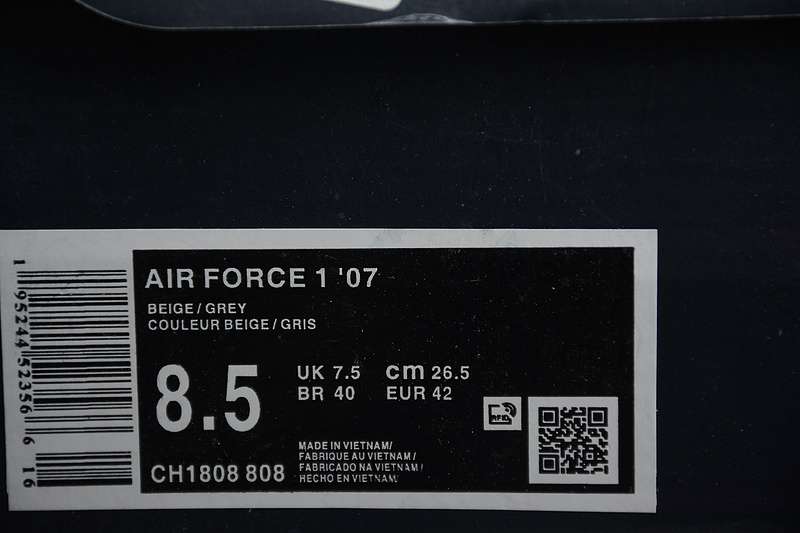 AIR FORCE 1 '07
BEIGE / GREY
COULEUR BEIGE / GRIS
8.5
UK 7.5 cm 26.5
BR 40 EUR 42
RFID
MADE IN VIETNAM/
FABRIQUE AU VIETNAM/
FABRICADO NA VIETNAM/
HECHO EN VIETNAM
CH1808 808
1 95244 52356 6 16